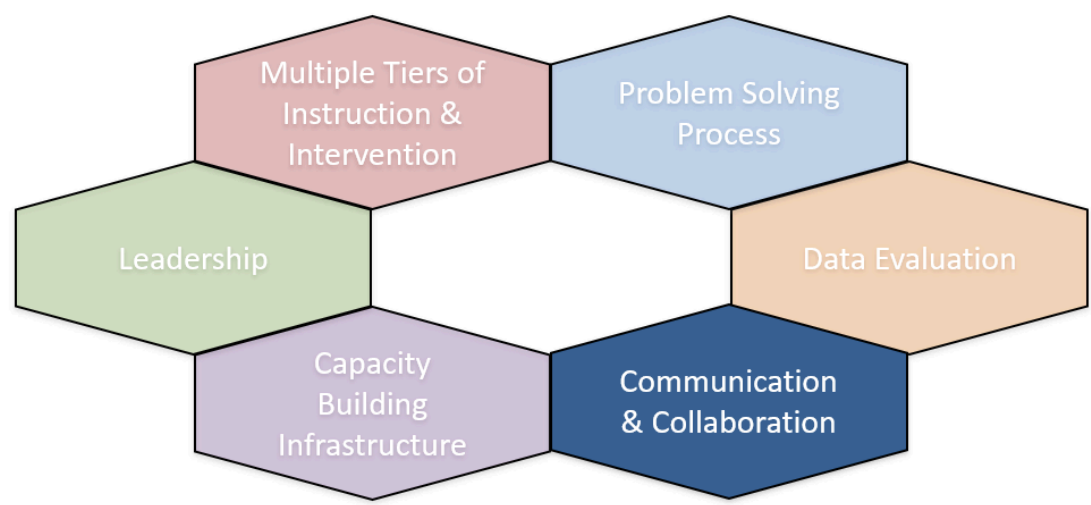 Multiple Tiers of
Instruction &
Intervention
Problem Solving
Process
Leadership
Data Evaluation
Capacity
Building
Infrastructure
Communication
& Collaboration